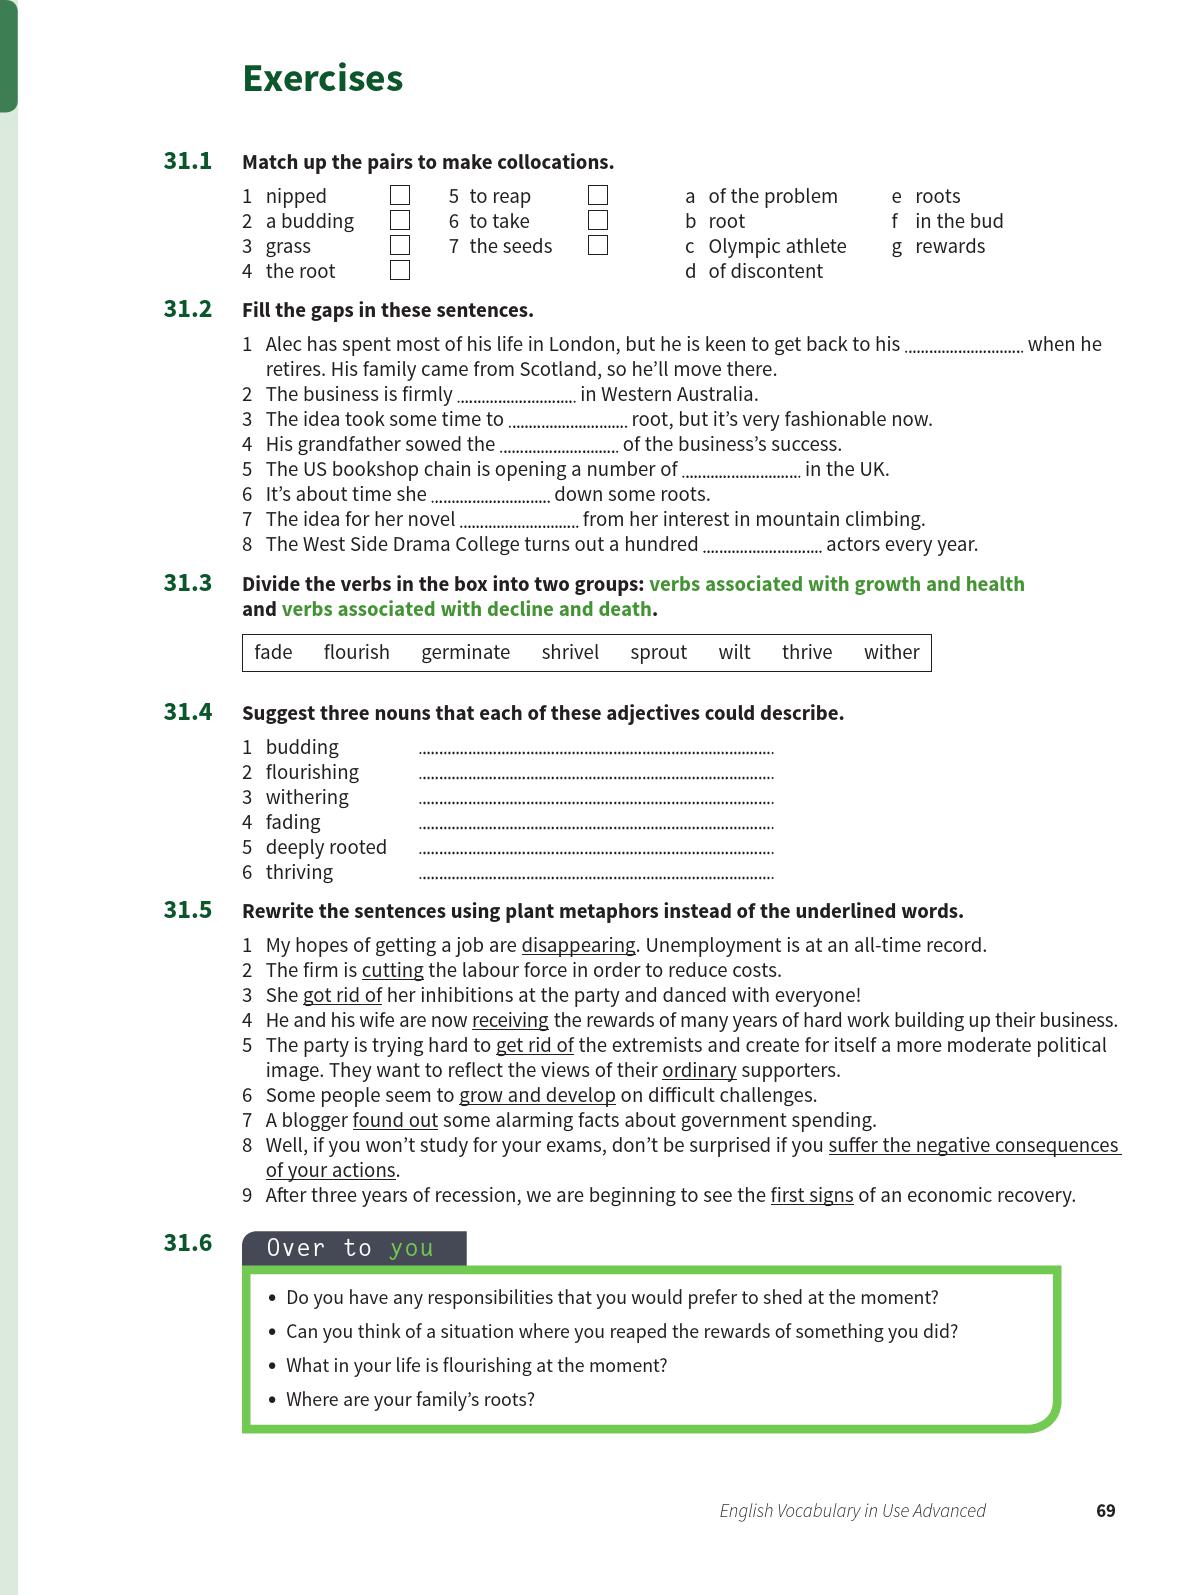 Exercises
31.1 Match up the pairs to make collocations.
1 nipped 5 to reap a of the problem e roots
2 a budding 6 to take b root f in the bud
3 grass 7 the seeds c Olympic athlete g rewards
4 the root d of discontent
31.2 Fill the gaps in these sentences.
1 Alec has spent most of his life in London, but he is keen to get back to his ............................. when he
retires. His family came from Scotland, so he’ll move there.
2 The business is firmly ............................. in Western Australia.
3 The idea took some time to ............................. root, but it’s very fashionable now.
4 His grandfather sowed the ............................. of the business’s success.
5 The US bookshop chain is opening a number of ............................. in the UK.
6 It’s about time she ............................. down some roots.
7 The idea for her novel ............................. from her interest in mountain climbing.
8 The West Side Drama College turns out a hundred ............................. actors every year.
31.3 Divide the verbs in the box into two groups: verbs associated with growth and health
and verbs associated with decline and death.
fade flourish germinate shrivel sprout wilt thrive wither
31.4 Suggest three nouns that each of these adjectives could describe.
1 budding .......................................................................................
2 flourishing .......................................................................................
3 withering .......................................................................................
4 fading .......................................................................................
5 deeply rooted .......................................................................................
6 thriving .......................................................................................
31.5 Rewrite the sentences using plant metaphors instead of the underlined words.
1 My hopes of getting a job are disappearing. Unemployment is at an all-time record.
2 The firm is cutting the labour force in order to reduce costs.
3 She got rid of her inhibitions at the party and danced with everyone!
4 He and his wife are now receiving the rewards of many years of hard work building up their business.
5 The party is trying hard to get rid of the extremists and create for itself a more moderate political
image. They want to reflect the views of their ordinary supporters.
6 Some people seem to grow and develop on difficult challenges.
7 A blogger found out some alarming facts about government spending.
8 Well, if you won’t study for your exams, don’t be surprised if you suffer the negative consequences
of your actions.
9 After three years of recession, we are beginning to see the first signs of an economic recovery.
31.6 Over to you
• Do you have any responsibilities that you would prefer to shed at the moment?
• Can you think of a situation where you reaped the rewards of something you did?
• What in your life is flourishing at the moment?
• Where are your family’s roots?
English Vocabulary in Use Advanced 69